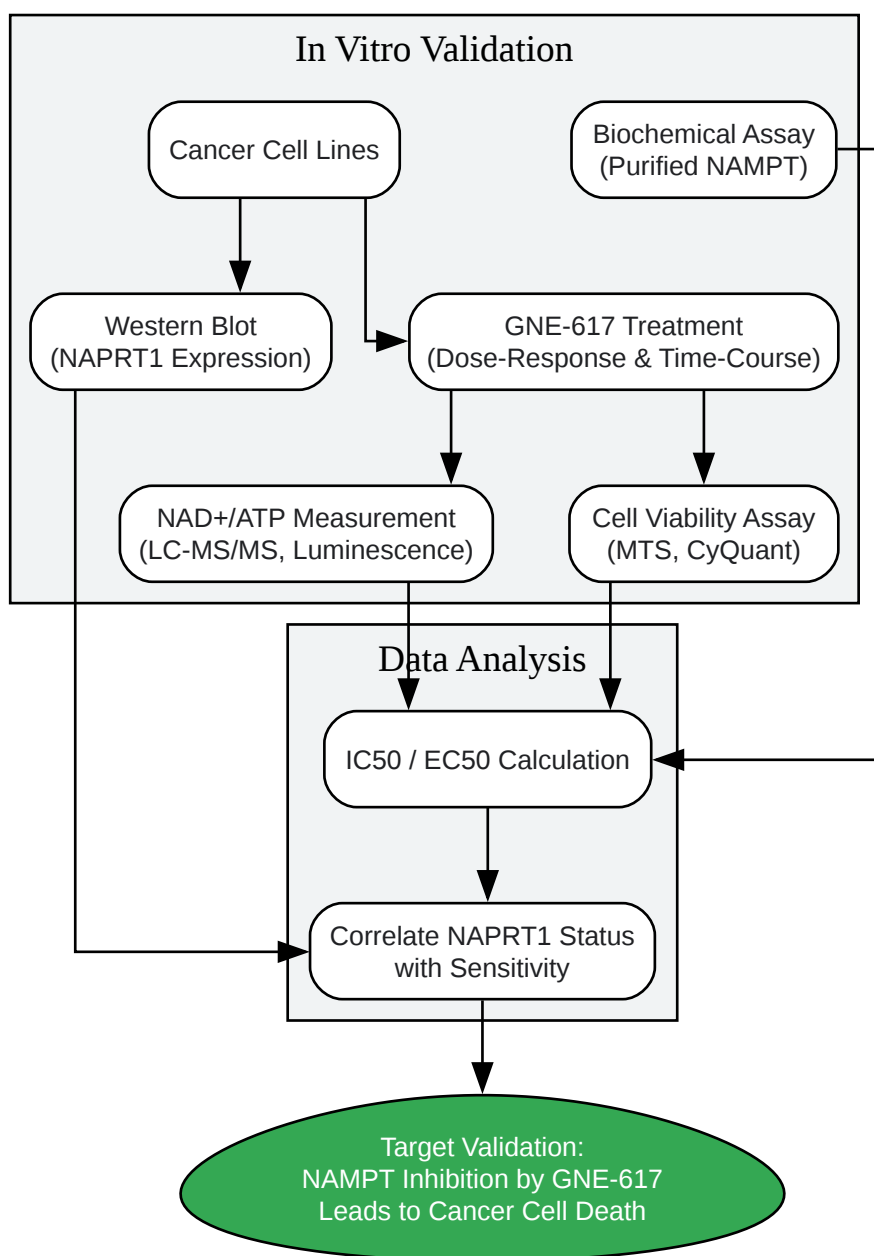 In Vitro Validation
Cancer Cell Lines
Biochemical Assay
(Purified NAMPT)
Western Blot
(NAPRT1 Expression)
GNE-617 Treatment
(Dose-Response & Time-Course)
NAD+/ATP Measurement
(LC-MS/MS, Luminescence)
Cell Viability Assay
(MTS, CyQuant)
Data Analysis
IC50 / EC50 Calculation
Correlate NAPRT1 Status
with Sensitivity
Target Validation:
NAMPT Inhibition by GNE-617
Leads to Cancer Cell Death